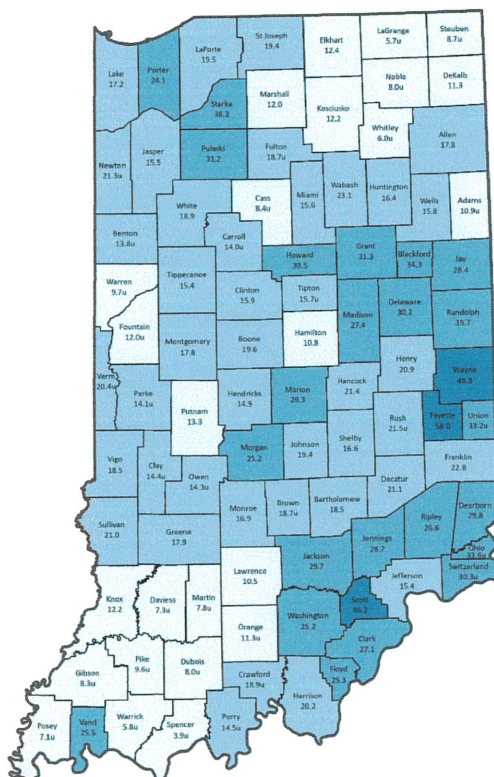 St Joseph
19.4
LaPorte
19.5
Elkhart
12.4
LaGrange
5.7u
Steuben
8.7u
Lake
17.2
Porter
24.1
Noble
8.0u
DeKalb
11.3
Marshall
12.0
Starke
38.2
Kosciusko
12.2
Whitley
6.0u
Allen
17.8
Newton
21.3u
Jasper
15.5
Pulaski
31.2
Fulton
18.7u
Cass
8.4u
Miami
15.6
Wabash
23.1
Huntington
16.4
Wells
15.8
Adams
10.9u
White
18.9
Benton
13.8u
Carroll
14.0u
Howard
30.5
Grant
31.3
Blackford
34.3
Jay
28.4
Warren
9.7u
Tippecanoe
15.4
Clinton
15.9
Tipton
15.7u
Madison
27.4
Delaware
30.2
Randolph
35.7
Fountain
12.0u
Montgomery
17.8
Boone
19.6
Hamilton
10.8
Henry
20.9
Wayne
48.3
Verm
20.4u
Parke
14.1u
Putnam
13.3
Hendricks
14.9
Marion
29.3
Hancock
21.4
Rush
21.5u
Fayette
58.0
Union
33.2u
Vigo
18.5
Clay
14.4u
Owen
14.3u
Morgan
25.2
Johnson
19.4
Shelby
16.6
Franklin
22.8
Decatur
21.1
Sullivan
21.0
Greene
17.9
Monroe
16.9
Brown
18.7u
Bartholomew
18.5
Ripley
26.6
Dearborn
29.8
Jennings
28.7
Jackson
29.7
Ohio
33.6u
Switzerland
30.3u
Lawrence
10.5
Jefferson
15.4
Knox
12.2
Daviess
7.3u
Martin
7.8u
Orange
11.3u
Washington
25.2
Scott
46.2
Clark
27.1
Gibson
8.3u
Pike
9.6u
Dubois
8.0u
Crawford
18.9u
Floyd
25.3
Harrison
20.2
Posey
7.1u
Vand
25.5
Warrick
5.8u
Spencer
3.9u
Perry
14.5u